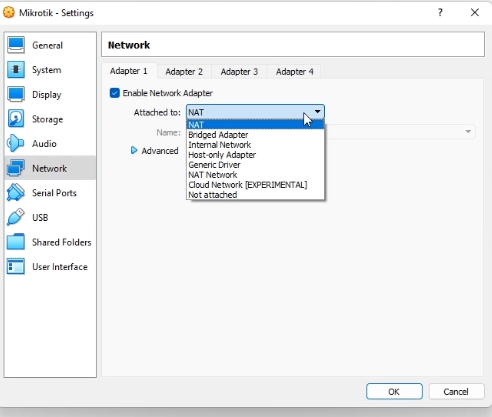 Mikrotik - Settings
?
General
System
Display
Storage
Audio
Network
Serial Ports
USB
Shared Folders
User Interface
Network
Adapter 1 Adapter 2 Adapter 3 Adapter 4
Enable Network Adapter
Attached to: NAT
NAT
Bridged Adapter
Internal Network
Host-only Adapter
Generic Driver
NAT Network
Cloud Network [EXPERIMENTAL]
Not attached
Name:
Advanced
OK Cancel